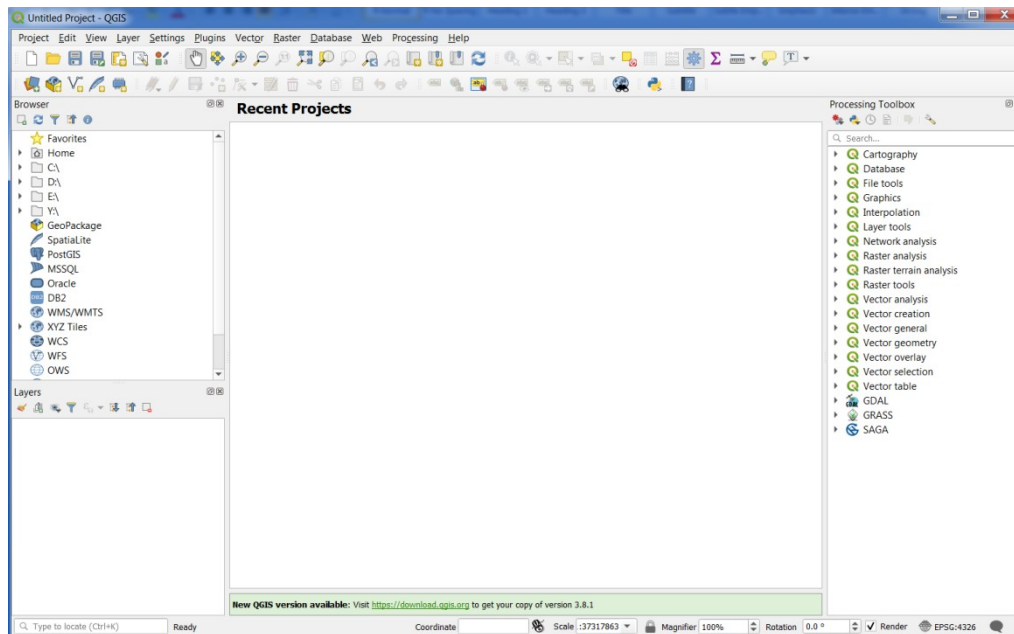 Untitled Project - QGIS
Project Edit View Layer Settings Plugins Vector Raster Database Web Processing Help
Browser
Favorites
Home
C:\
D:\
E:\
Y:\
GeoPackage
SpatiaLite
PostGIS
MSSQL
Oracle
DB2
WMS/WMTS
XYZ Tiles
WCS
WFS
OWS
Layers
Recent Projects
New QGIS version available: Visit https://download.qgis.org to get your copy of version 3.8.1
Processing Toolbox
Search...
Cartography
Database
File tools
Graphics
Interpolation
Layer tools
Network analysis
Raster analysis
Raster terrain analysis
Raster tools
Vector analysis
Vector creation
Vector general
Vector geometry
Vector overlay
Vector selection
Vector table
GDAL
GRASS
SAGA
Type to locate (Ctrl+K) Ready Coordinate Scale :37317863 Magnifier 100% Rotation 0.0 ° Render EPSG:4326